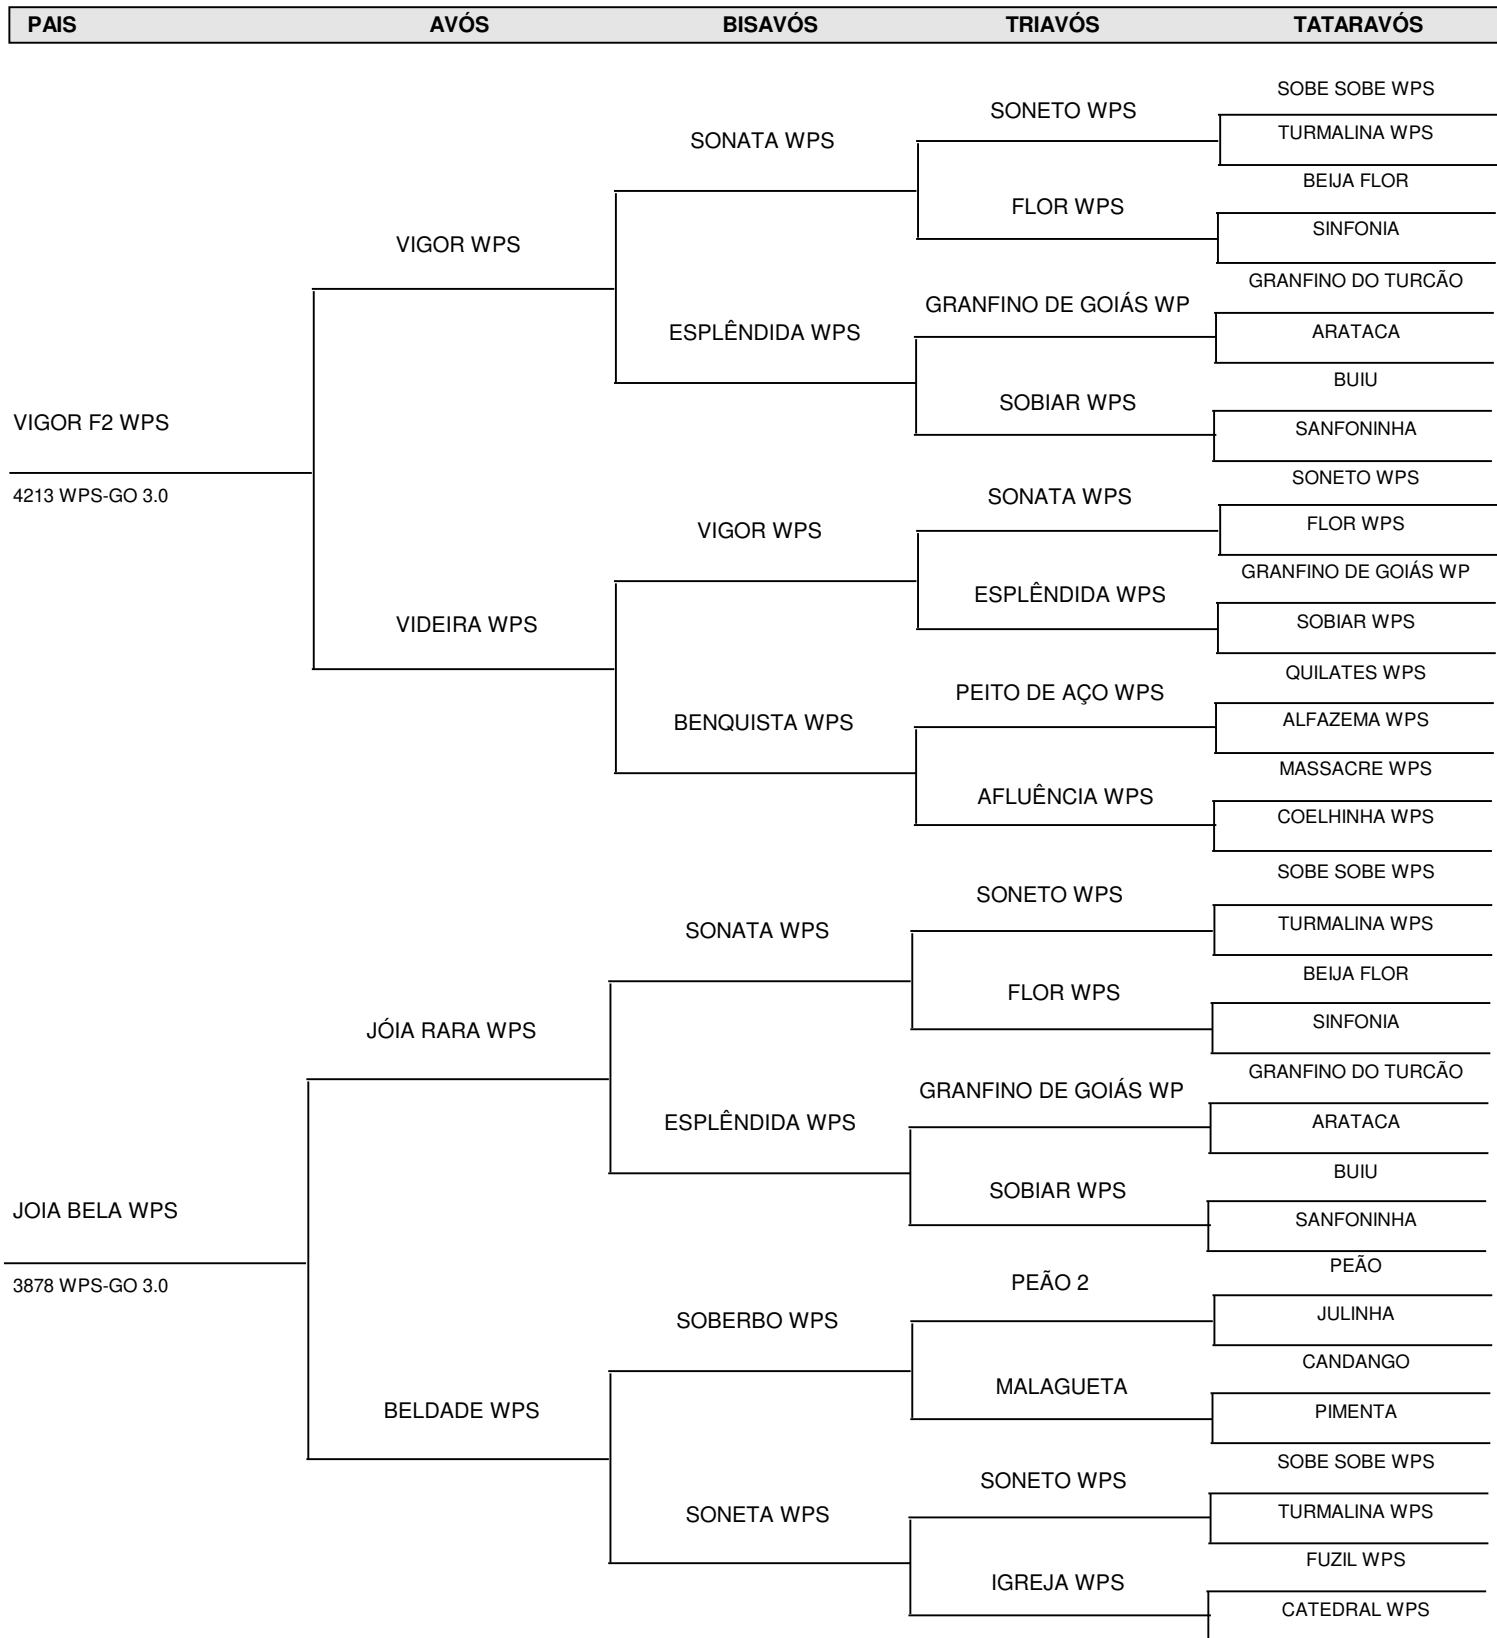 PAIS AVÓS BISAVÓS TRIAVÓS TATARAVÓS
SOBE SOBE WPS
SONETO WPS
TURMALINA WPS
SONATA WPS
BEIJA FLOR
FLOR WPS
SINFONIA
VIGOR WPS
GRANFINO DO TURCÃO
GRANFINO DE GOIÁS WP
ARATACA
ESPLÊNDIDA WPS
BUIU
SOBIAR WPS
SANFONINHA
VIGOR F2 WPS
4213 WPS-GO 3.0
SONETO WPS
SONATA WPS
FLOR WPS
VIGOR WPS
GRANFINO DE GOIÁS WP
ESPLÊNDIDA WPS
SOBIAR WPS
VIDEIRA WPS
QUILATES WPS
PEITO DE AÇO WPS
ALFAZEMA WPS
BENQUISTA WPS
MASSACRE WPS
AFLUÊNCIA WPS
COELHINHA WPS
SOBE SOBE WPS
SONETO WPS
TURMALINA WPS
SONATA WPS
BEIJA FLOR
FLOR WPS
SINFONIA
JÓIA RARA WPS
GRANFINO DO TURCÃO
GRANFINO DE GOIÁS WP
ARATACA
ESPLÊNDIDA WPS
BUIU
SOBIAR WPS
SANFONINHA
JOIA BELA WPS
3878 WPS-GO 3.0
PEÃO
PEÃO 2
JULINHA
SOBERBO WPS
CANDANGO
MALAGUETA
PIMENTA
BELDADE WPS
SOBE SOBE WPS
SONETO WPS
TURMALINA WPS
SONETA WPS
FUZIL WPS
IGREJA WPS
CATEDRAL WPS